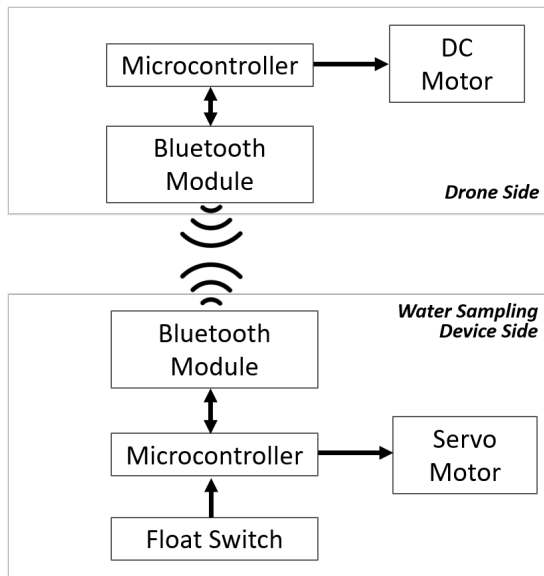 Microcontroller
DC
Motor
Bluetooth
Module
Drone Side
Water Sampling
Device Side
Bluetooth
Module
Microcontroller
Servo
Motor
Float Switch